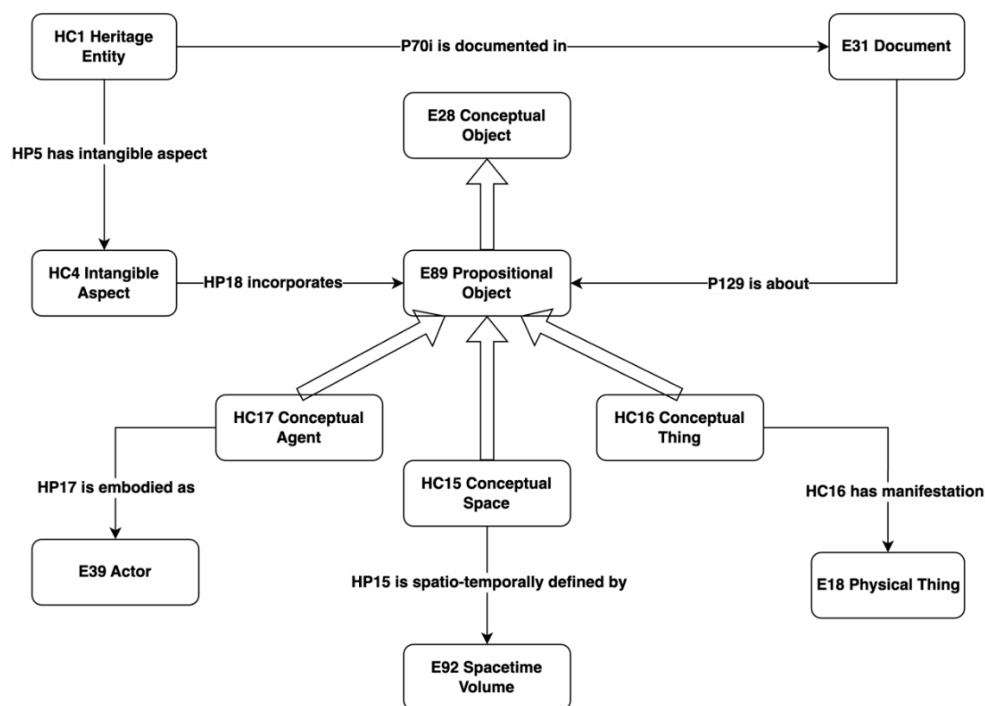 HC1 Heritage
Entity
P70i is documented in
E31 Document
E28 Conceptual
Object
HP5 has intangible aspect
HC4 Intangible
Aspect
HP18 incorporates
E89 Propositional
Object
P129 is about
HC17 Conceptual
Agent
HC16 Conceptual
Thing
HC15 Conceptual
Space
HP17 is embodied as
HC16 has manifestation
E39 Actor
HP15 is spatio-temporally defined by
E18 Physical Thing
E92 Spacetime
Volume